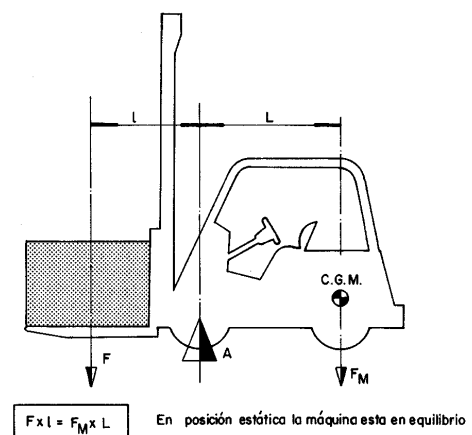 l L
C.G.M.
F A F_M
F x l = F_M x L En posición estática la máquina esta en equilibrio